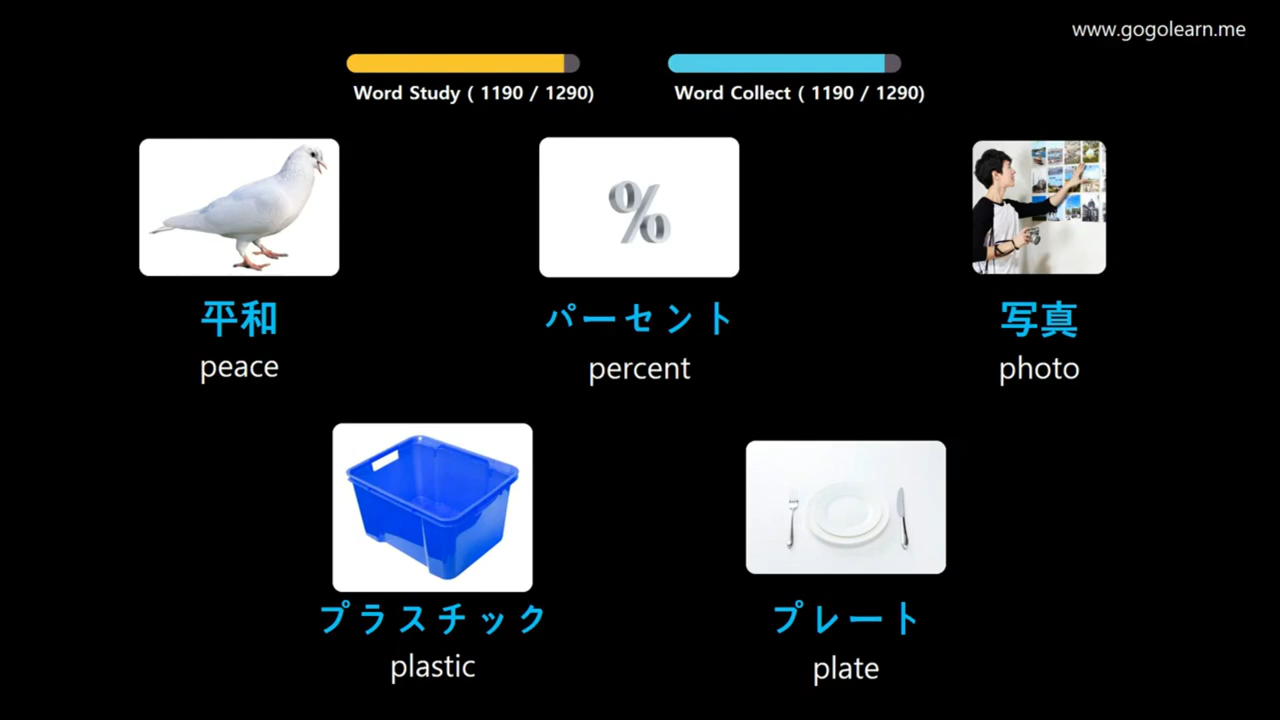 www.gogolearn.me
Word Study ( 1190 / 1290)
Word Collect ( 1190 / 1290)
%
平和
peace
パーセント
percent
写真
photo
プラスチック
plastic
プレート
plate